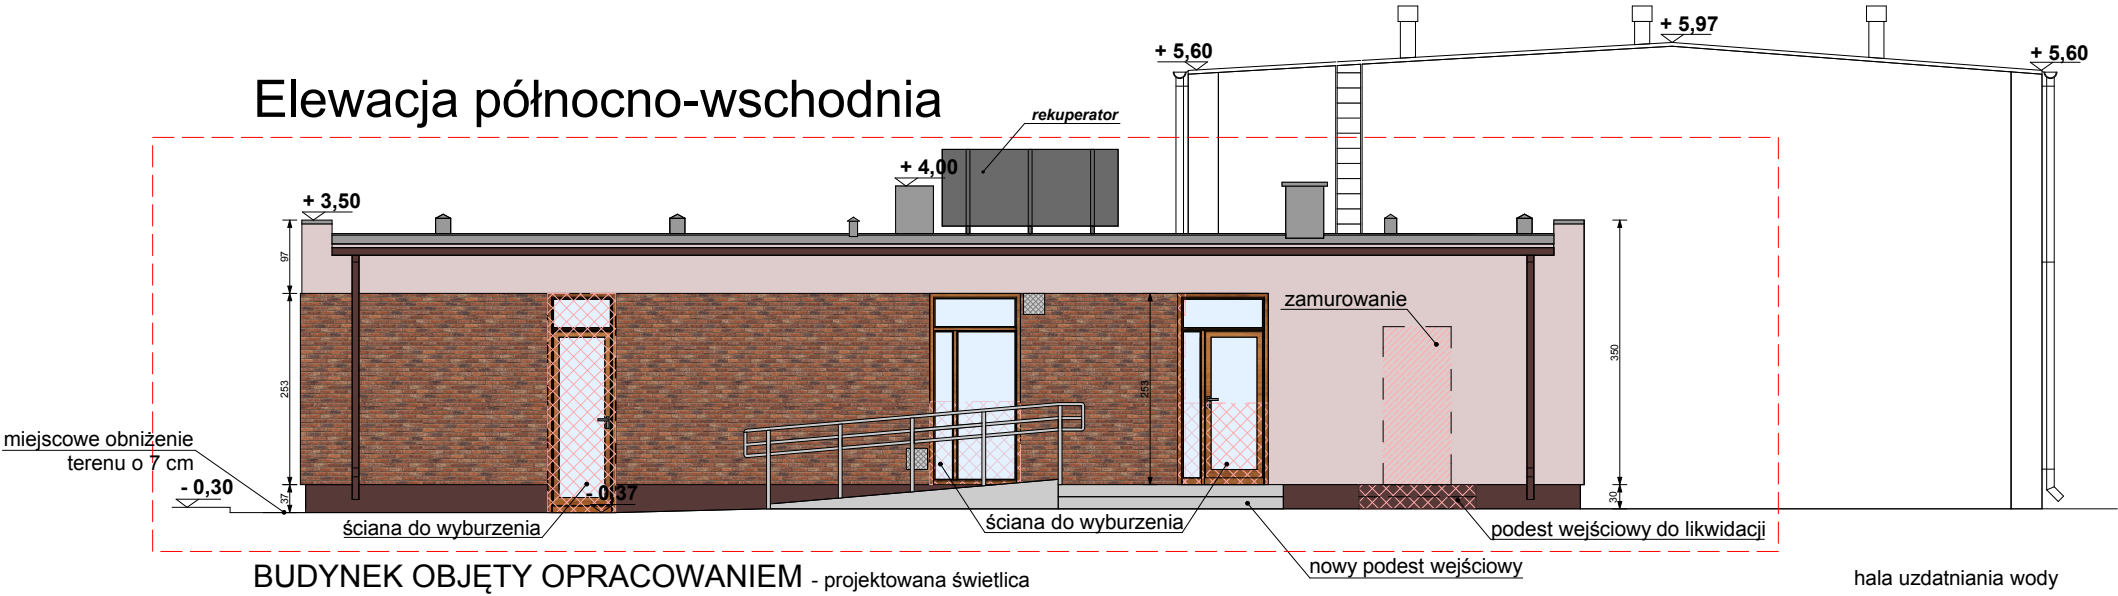 + 5,60
+ 5,97
+ 5,60
Elewacja północno-wschodnia
rekuperator
+ 4,00
+ 3,50
97
253
37
253
350
30
zamurowanie
miejscowe obniżenie
terenu o 7 cm
- 0,30
- 0,37
ściana do wyburzenia
ściana do wyburzenia
podest wejściowy do likwidacji
nowy podest wejściowy
BUDYNEK OBJĘTY OPRACOWANIEM - projektowana świetlica
hala uzdatniania wody